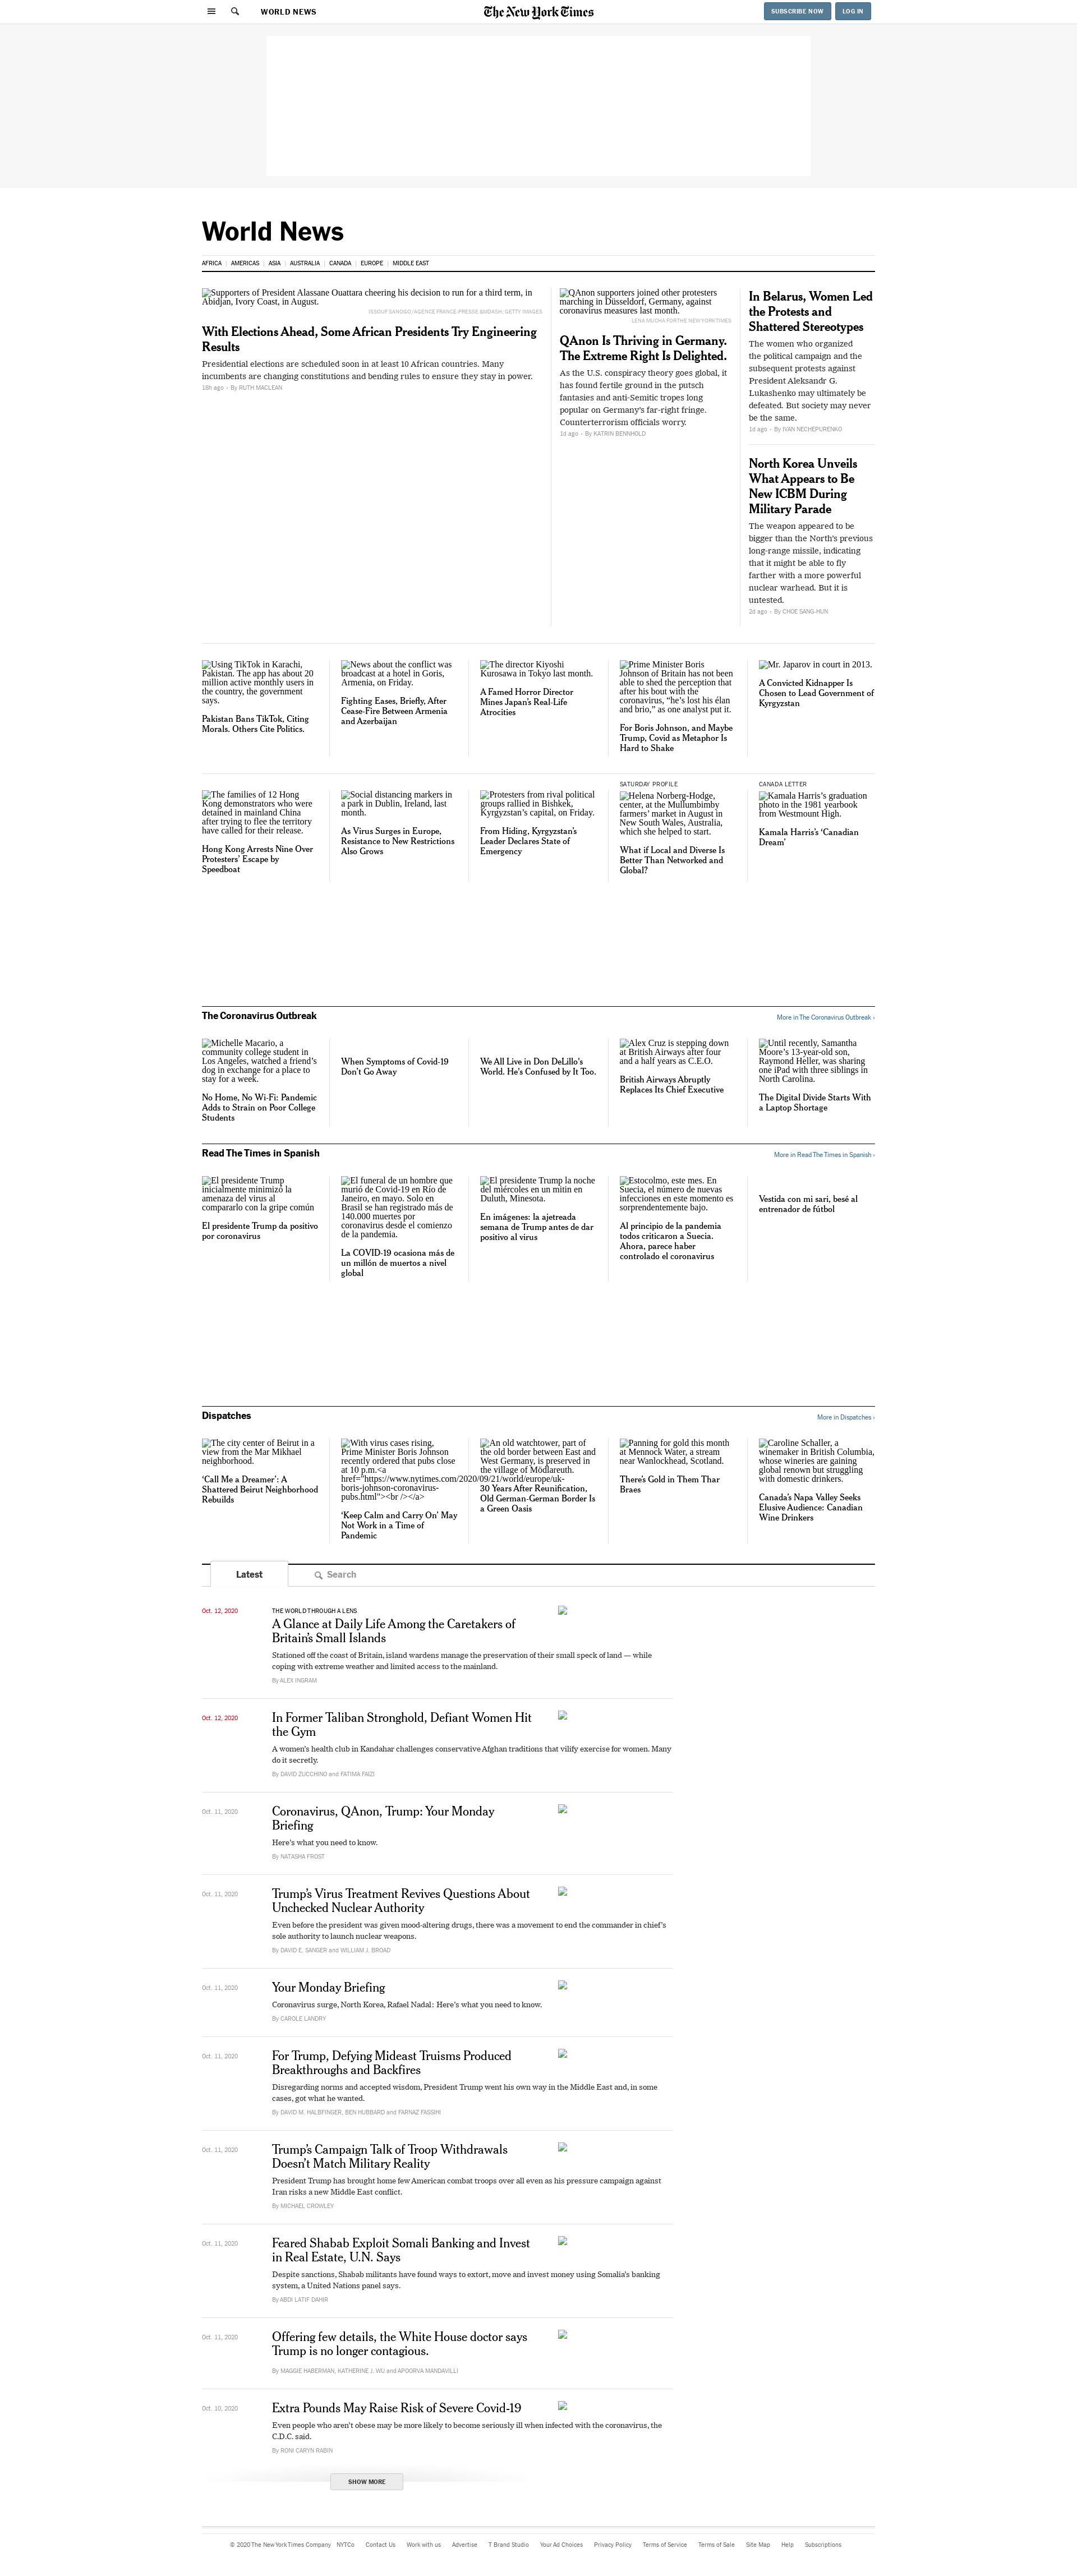 WORLD NEWS
The New York Times
SUBSCRIBE NOW
LOG IN
World News
AFRICA
AMERICAS
ASIA
AUSTRALIA
CANADA
EUROPE
MIDDLE EAST
Supporters of President Alassane Ouattara cheering his decision to run for a third term, in
Abidjan, Ivory Coast, in August.
ISSOUF SANOGO/AGENCE FRANCE-PRESSE &MDASH; GETTY IMAGES
With Elections Ahead, Some African Presidents Try Engineering
Results
Presidential elections are scheduled soon in at least 10 African countries. Many
incumbents are changing constitutions and bending rules to ensure they stay in power.
18h ago
By RUTH MACLEAN
QAnon supporters joined other protesters
marching in Düsseldorf, Germany, against
coronavirus measures last month.
LENA MUCHA FOR THE NEW YORK TIMES
QAnon Is Thriving in Germany.
The Extreme Right Is Delighted.
As the U.S. conspiracy theory goes global, it
has found fertile ground in the putsch
fantasies and anti-Semitic tropes long
popular on Germany’s far-right fringe.
Counterterrorism officials worry.
1d ago
By KATRIN BENNHOLD
In Belarus, Women Led
the Protests and
Shattered Stereotypes
The women who organized
the political campaign and the
subsequent protests against
President Aleksandr G.
Lukashenko may ultimately be
defeated. But society may never
be the same.
1d ago
By IVAN NECHEPURENKO
North Korea Unveils
What Appears to Be
New ICBM During
Military Parade
The weapon appeared to be
bigger than the North’s previous
long-range missile, indicating
that it might be able to fly
farther with a more powerful
nuclear warhead. But it is
untested.
2d ago
By CHOE SANG-HUN
Using TikTok in Karachi,
Pakistan. The app has about 20
million active monthly users in
the country, the government
says.
Pakistan Bans TikTok, Citing
Morals. Others Cite Politics.
News about the conflict was
broadcast at a hotel in Goris,
Armenia, on Friday.
Fighting Eases, Briefly, After
Cease-Fire Between Armenia
and Azerbaijan
The director Kiyoshi
Kurosawa in Tokyo last month.
A Famed Horror Director
Mines Japan’s Real-Life
Atrocities
Prime Minister Boris
Johnson of Britain has not been
able to shed the perception that
after his bout with the
coronavirus, “he’s lost his élan
and brio,” as one analyst put it.
For Boris Johnson, and Maybe
Trump, Covid as Metaphor Is
Hard to Shake
Mr. Japarov in court in 2013.
A Convicted Kidnapper Is
Chosen to Lead Government of
Kyrgyzstan
The families of 12 Hong
Kong demonstrators who were
detained in mainland China
after trying to flee the territory
have called for their release.
Hong Kong Arrests Nine Over
Protesters’ Escape by
Speedboat
Social distancing markers in
a park in Dublin, Ireland, last
month.
As Virus Surges in Europe,
Resistance to New Restrictions
Also Grows
Protesters from rival political
groups rallied in Bishkek,
Kyrgyzstan’s capital, on Friday.
From Hiding, Kyrgyzstan’s
Leader Declares State of
Emergency
SATURDAY PROFILE
Helena Norberg-Hodge,
center, at the Mullumbimby
farmers’ market in August in
New South Wales, Australia,
which she helped to start.
What if Local and Diverse Is
Better Than Networked and
Global?
CANADA LETTER
Kamala Harris’s graduation
photo in the 1981 yearbook
from Westmount High.
Kamala Harris’s ‘Canadian
Dream’
The Coronavirus Outbreak
More in The Coronavirus Outbreak ›
Michelle Macario, a
community college student in
Los Angeles, watched a friend’s
dog in exchange for a place to
stay for a week.
No Home, No Wi-Fi: Pandemic
Adds to Strain on Poor College
Students
When Symptoms of Covid-19
Don’t Go Away
We All Live in Don DeLillo’s
World. He’s Confused by It Too.
Alex Cruz is stepping down
at British Airways after four
and a half years as C.E.O.
British Airways Abruptly
Replaces Its Chief Executive
Until recently, Samantha
Moore’s 13-year-old son,
Raymond Heller, was sharing
one iPad with three siblings in
North Carolina.
The Digital Divide Starts With
a Laptop Shortage
Read The Times in Spanish
More in Read The Times in Spanish ›
El presidente Trump
inicialmente minimizó la
amenaza del virus al
compararlo con la gripe común
El presidente Trump da positivo
por coronavirus
El funeral de un hombre que
murió de Covid-19 en Río de
Janeiro, en mayo. Solo en
Brasil se han registrado más de
140.000 muertes por
coronavirus desde el comienzo
de la pandemia.
La COVID-19 ocasiona más de
un millón de muertos a nivel
global
El presidente Trump la noche
del miércoles en un mitin en
Duluth, Minesota.
En imágenes: la ajetreada
semana de Trump antes de dar
positivo al virus
Estocolmo, este mes. En
Suecia, el número de nuevas
infecciones en este momento es
sorprendentemente bajo.
Al principio de la pandemia
todos criticaron a Suecia.
Ahora, parece haber
controlado el coronavirus
Vestida con mi sari, besé al
entrenador de fútbol
Dispatches
More in Dispatches ›
The city center of Beirut in a
view from the Mar Mikhael
neighborhood.
‘Call Me a Dreamer’: A
Shattered Beirut Neighborhood
Rebuilds
With virus cases rising,
Prime Minister Boris Johnson
recently ordered that pubs close
at 10 p.m.<a
href="https://www.nytimes.com/2020/09/21/world/europe/uk-
boris-johnson-coronavirus-
pubs.html"><br /></a>
‘Keep Calm and Carry On’ May
Not Work in a Time of
Pandemic
An old watchtower, part of
the old border between East and
West Germany, is preserved in
the village of Mödlareuth.
30 Years After Reunification,
Old German-German Border Is
a Green Oasis
Panning for gold this month
at Mennock Water, a stream
near Wanlockhead, Scotland.
There’s Gold in Them Thar
Braes
Caroline Schaller, a
winemaker in British Columbia,
whose wineries are gaining
global renown but struggling
with domestic drinkers.
Canada’s Napa Valley Seeks
Elusive Audience: Canadian
Wine Drinkers
Latest
Search
Oct. 12, 2020
THE WORLD THROUGH A LENS
A Glance at Daily Life Among the Caretakers of
Britain’s Small Islands
Stationed off the coast of Britain, island wardens manage the preservation of their small speck of land — while
coping with extreme weather and limited access to the mainland.
By ALEX INGRAM
Oct. 12, 2020
In Former Taliban Stronghold, Defiant Women Hit
the Gym
A women’s health club in Kandahar challenges conservative Afghan traditions that vilify exercise for women. Many
do it secretly.
By DAVID ZUCCHINO and FATIMA FAIZI
Oct. 11, 2020
Coronavirus, QAnon, Trump: Your Monday
Briefing
Here’s what you need to know.
By NATASHA FROST
Oct. 11, 2020
Trump’s Virus Treatment Revives Questions About
Unchecked Nuclear Authority
Even before the president was given mood-altering drugs, there was a movement to end the commander in chief’s
sole authority to launch nuclear weapons.
By DAVID E. SANGER and WILLIAM J. BROAD
Oct. 11, 2020
Your Monday Briefing
Coronavirus surge, North Korea, Rafael Nadal: Here’s what you need to know.
By CAROLE LANDRY
Oct. 11, 2020
For Trump, Defying Mideast Truisms Produced
Breakthroughs and Backfires
Disregarding norms and accepted wisdom, President Trump went his own way in the Middle East and, in some
cases, got what he wanted.
By DAVID M. HALBFINGER, BEN HUBBARD and FARNAZ FASSIHI
Oct. 11, 2020
Trump’s Campaign Talk of Troop Withdrawals
Doesn’t Match Military Reality
President Trump has brought home few American combat troops over all even as his pressure campaign against
Iran risks a new Middle East conflict.
By MICHAEL CROWLEY
Oct. 11, 2020
Feared Shabab Exploit Somali Banking and Invest
in Real Estate, U.N. Says
Despite sanctions, Shabab militants have found ways to extort, move and invest money using Somalia’s banking
system, a United Nations panel says.
By ABDI LATIF DAHIR
Oct. 11, 2020
Offering few details, the White House doctor says
Trump is no longer contagious.
By MAGGIE HABERMAN, KATHERINE J. WU and APOORVA MANDAVILLI
Oct. 10, 2020
Extra Pounds May Raise Risk of Severe Covid-19
Even people who aren’t obese may be more likely to become seriously ill when infected with the coronavirus, the
C.D.C. said.
By RONI CARYN RABIN
SHOW MORE
© 2020 The New York Times Company
NYTCo
Contact Us
Work with us
Advertise
T Brand Studio
Your Ad Choices
Privacy Policy
Terms of Service
Terms of Sale
Site Map
Help
Subscriptions